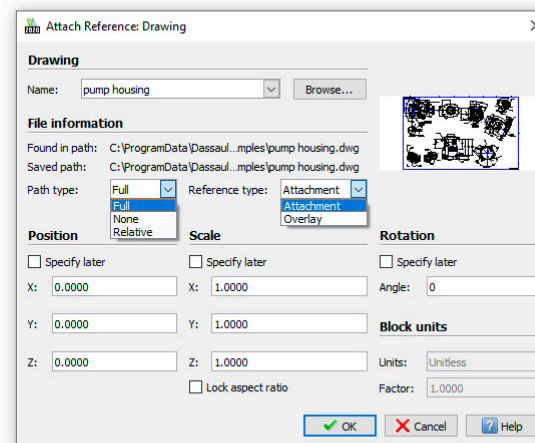 Attach Reference: Drawing
Drawing
Name: pump housing Browse...
File information
Found in path: C:\ProgramData\Dassaul...mples\pump housing.dwg
Saved path: C:\ProgramData\Dassaul...mples\pump housing.dwg
Path type: Full Reference type: Attachment
Full Attachment
None Overlay
Relative
Position Scale Rotation
Specify later Specify later Specify later
X: 0.0000 X: 1.0000 Angle: 0
Y: 0.0000 Y: 1.0000 Block units
Z: 0.0000 Z: 1.0000 Units: Unitless
Lock aspect ratio Factor: 1.0000
OK Cancel Help